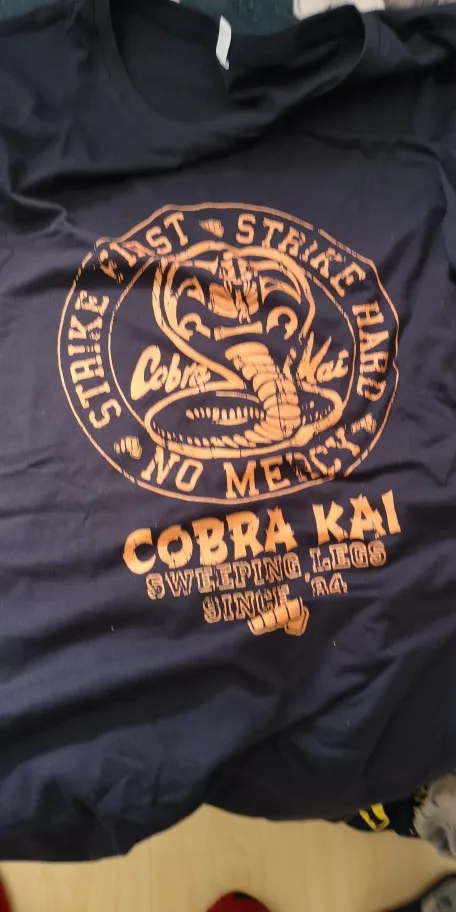 STRIKE FIRST STRIKE HARD
NO MERCY
Cobra Kai
COBRA KAI
SWEEPING LEGS
SINCE '84